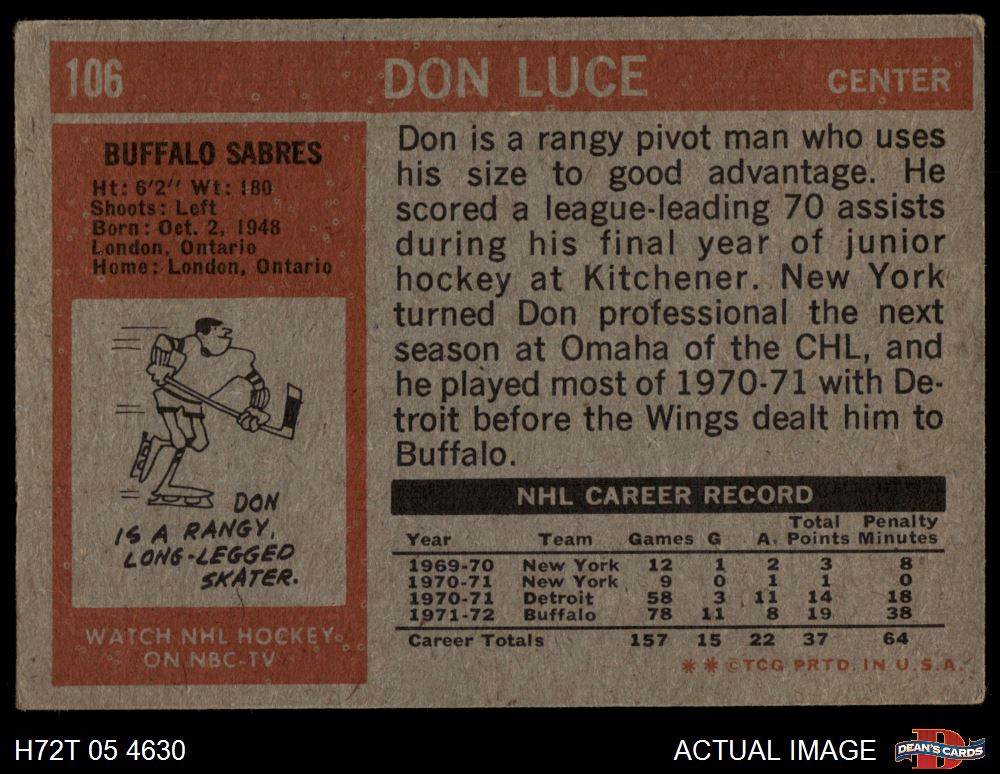 106 DON LUCE CENTER
BUFFALO SABRES
Ht: 6'2" Wt: 180
Shoots: Left
Born: Oct. 2, 1948
London, Ontario
Home: London, Ontario
DON
IS A RANGY,
LONG-LEGGED
SKATER.
WATCH NHL HOCKEY
ON NBC-TV
Don is a rangy pivot man who uses
his size to good advantage. He
scored a league-leading 70 assists
during his final year of junior
hockey at Kitchener. New York
turned Don professional the next
season at Omaha of the CHL, and
he played most of 1970-71 with De-
troit before the Wings dealt him to
Buffalo.
NHL CAREER RECORD
Total Penalty
Year Team Games G A. Points Minutes
1969-70 New York 12 1 2 3 8
1970-71 New York 9 0 1 1 0
1970-71 Detroit 58 3 11 14 18
1971-72 Buffalo 78 11 8 19 38
Career Totals 157 15 22 37 64
** ©TCG PRTD. IN U.S.A.
H72T 05 4630 ACTUAL IMAGE DEAN'S CARDS